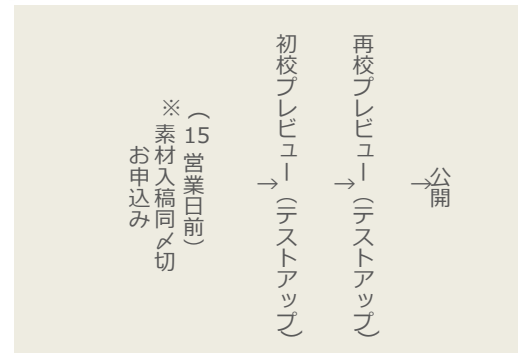 お申込み
※素材入稿同〆切
（15営業日前）
→
初校プレビュー（テストアップ）
→
再校プレビュー（テストアップ）
→
公開